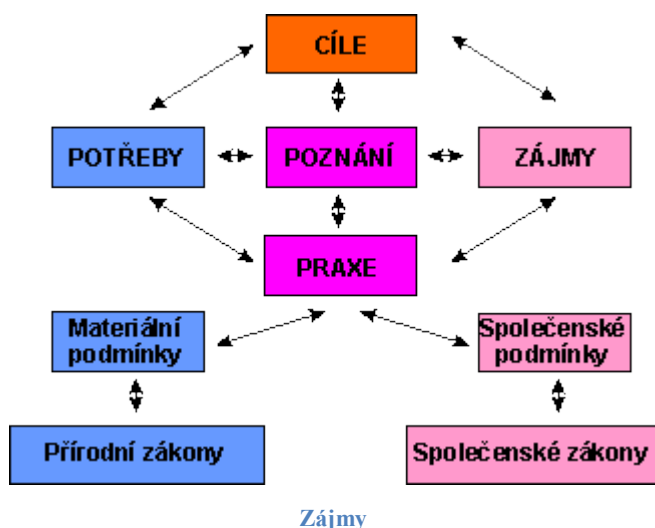 CÍLE
POTŘEBY
POZNÁNÍ
ZÁJMY
PRAXE
Materiální
podmínky
Společenské
podmínky
Přírodní zákony
Společenské zákony
Zájmy